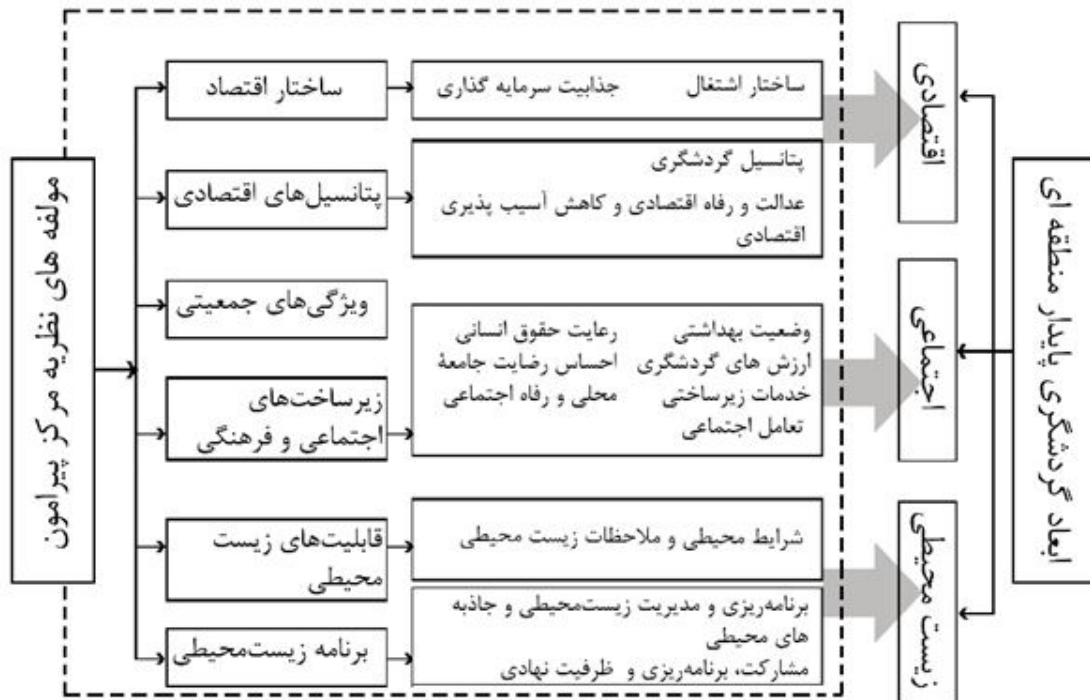 ابعاد گردشگری پایدار منطقه ای
اقتصادی
اجتماعی
زیست محیطی
ساختار اشتغال جذابیت سرمایه گذاری
پتانسیل گردشگری
عدالت و رفاه اقتصادی و کاهش آسیب پذیری
اقتصادی
وضعیت بهداشتی رعایت حقوق انسانی
ارزش های گردشگری احساس رضایت جامعهٔ
خدمات زیرساختی محلی و رفاه اجتماعی
تعامل اجتماعی
شرایط محیطی و ملاحظات زیست محیطی
برنامه‌ریزی و مدیریت زیست‌محیطی و جاذبه
های محیطی
مشارکت، برنامه‌ریزی و ظرفیت نهادی
ساختار اقتصاد
پتانسیل‌های اقتصادی
ویژگی‌های جمعیتی
زیرساخت‌های
اجتماعی و فرهنگی
قابلیت‌های زیست
محیطی
برنامه زیست‌محیطی
مولفه های نظریه مرکز پیرامون